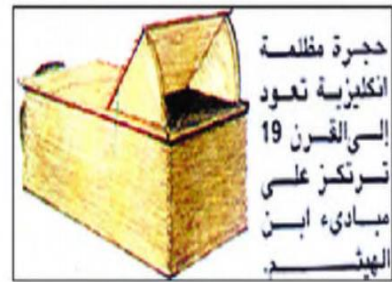 حجرة مظلمة
انكليزية تعود
إلى القرن 19
ترتكز على
مبادىء ابن
الهيثم.